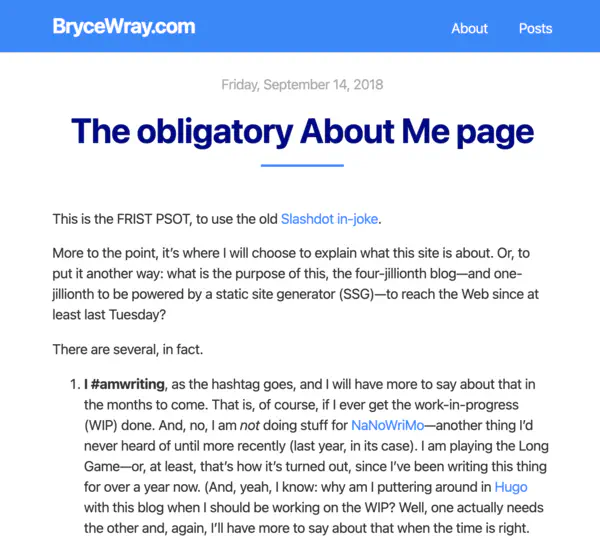 BryceWray.com
About
Posts
Friday, September 14, 2018
The obligatory About Me page
This is the FRIST PSOT, to use the old Slashdot in-joke.
More to the point, it’s where I will choose to explain what this site is about. Or, to
put it another way: what is the purpose of this, the four-jillionth blog—and one-
jillionth to be powered by a static site generator (SSG)—to reach the Web since at
least last Tuesday?
There are several, in fact.
1. I #amwriting, as the hashtag goes, and I will have more to say about that in
the months to come. That is, of course, if I ever get the work-in-progress
(WIP) done. And, no, I am not doing stuff for NaNoWriMo—another thing I’d
never heard of until more recently (last year, in its case). I am playing the Long
Game—or, at least, that’s how it’s turned out, since I’ve been writing this thing
for over a year now. (And, yeah, I know: why am I puttering around in Hugo
with this blog when I should be working on the WIP? Well, one actually needs
the other and, again, I’ll have more to say about that when the time is right.